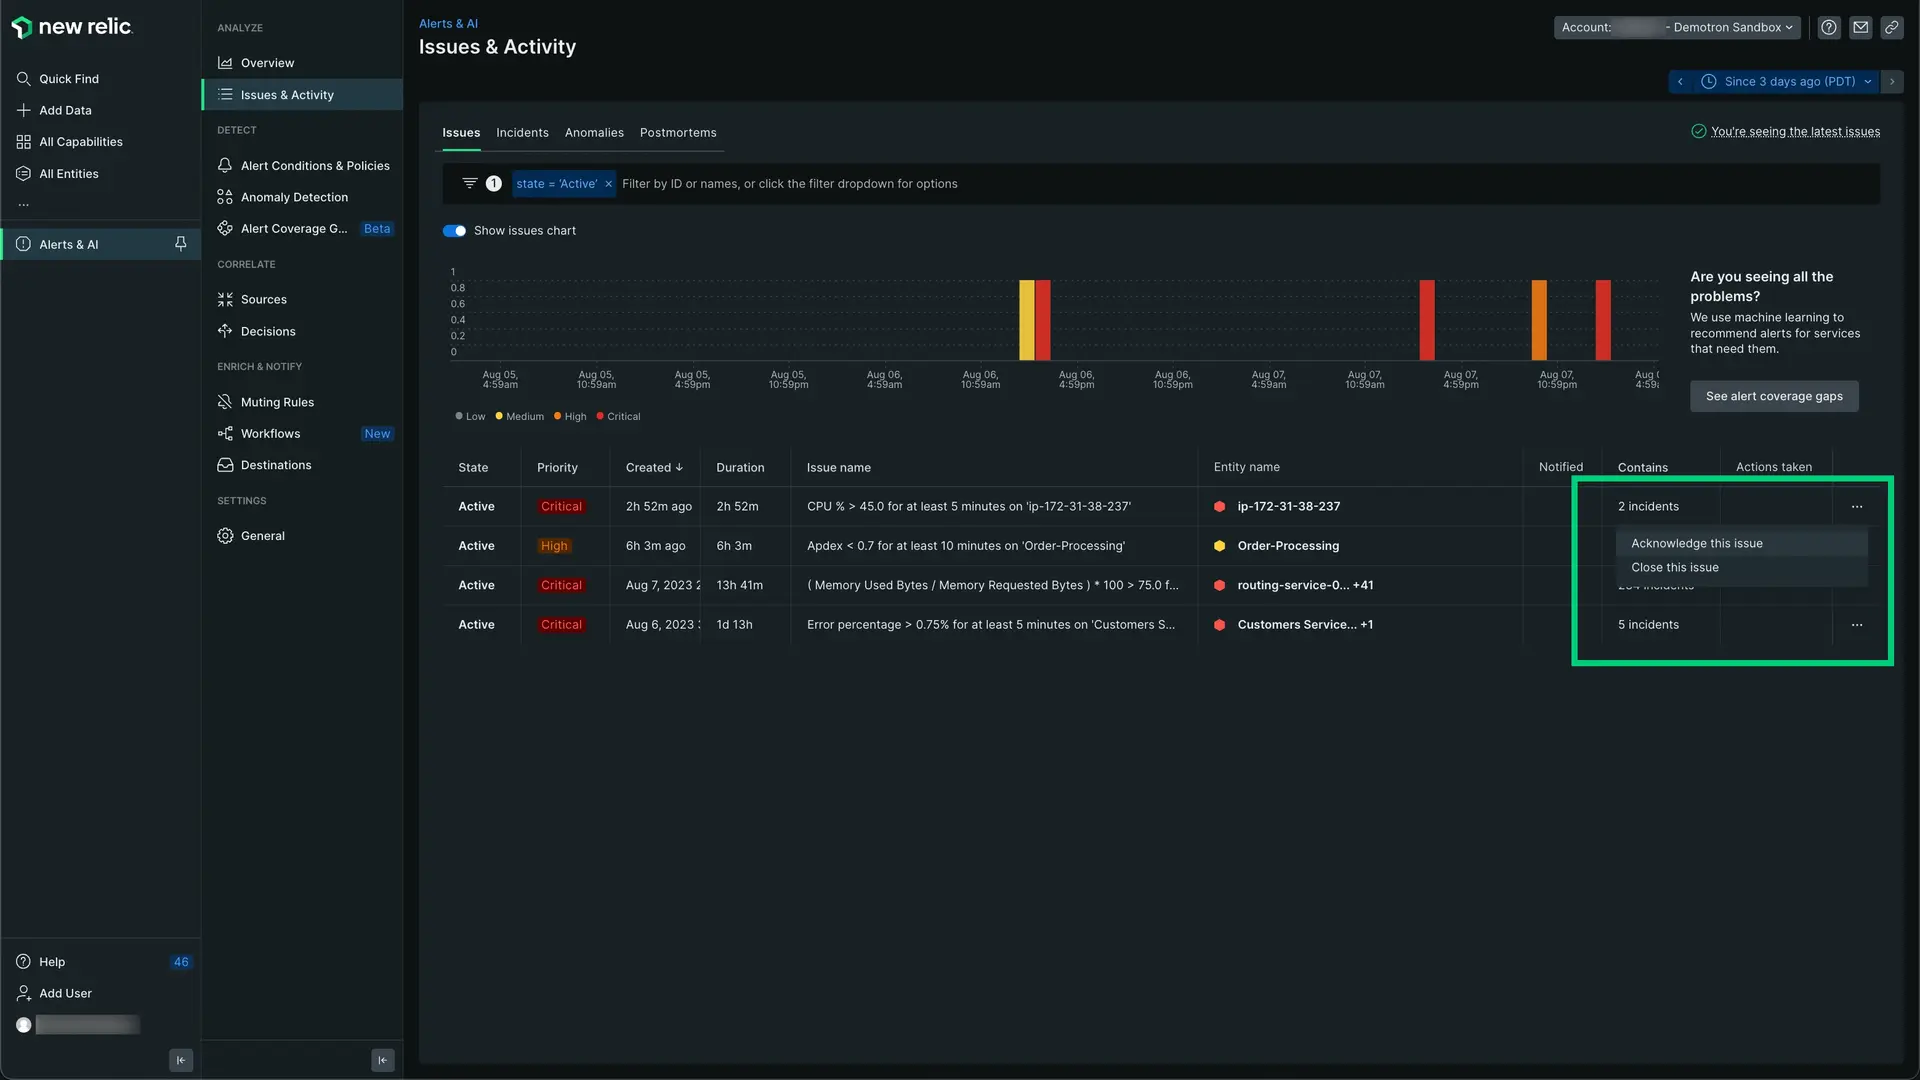 new relic
Quick Find
Add Data
All Capabilities
All Entities
...
Alerts & AI
Help 46
Add User
ANALYZE
Overview
Issues & Activity
DETECT
Alert Conditions & Policies
Anomaly Detection
Alert Coverage G... Beta
CORRELATE
Sources
Decisions
ENRICH & NOTIFY
Muting Rules
Workflows New
Destinations
SETTINGS
General
Alerts & AI
Issues & Activity
Account: - Demotron Sandbox
Since 3 days ago (PDT)
Issues Incidents Anomalies Postmortems
You're seeing the latest issues
1 state = 'Active' × Filter by ID or names, or click the filter dropdown for options
Show issues chart
1
0.8
0.6
0.4
0.2
0
Aug 05, 4:59am
Aug 05, 10:59am
Aug 05, 4:59pm
Aug 05, 10:59pm
Aug 06, 4:59am
Aug 06, 10:59am
Aug 06, 4:59pm
Aug 06, 10:59pm
Aug 07, 4:59am
Aug 07, 10:59am
Aug 07, 4:59pm
Aug 07, 10:59pm
Low Medium High Critical
Are you seeing all the
problems?
We use machine learning to
recommend alerts for services
that need them.
See alert coverage gaps
State Priority Created ↓ Duration Issue name Entity name Notified Contains Actions taken
Active Critical 2h 52m ago 2h 52m CPU % > 45.0 for at least 5 minutes on 'ip-172-31-38-237' ip-172-31-38-237 2 incidents ...
Active High 6h 3m ago 6h 3m Apdex < 0.7 for at least 10 minutes on 'Order-Processing' Order-Processing
Acknowledge this issue
Close this issue
Active Critical Aug 7, 2023 13h 41m ( Memory Used Bytes / Memory Requested Bytes ) * 100 > 75.0 f... routing-service-0... +41
Active Critical Aug 6, 2023 1d 13h Error percentage > 0.75% for at least 5 minutes on 'Customers S... Customers Service... +1 5 incidents ...